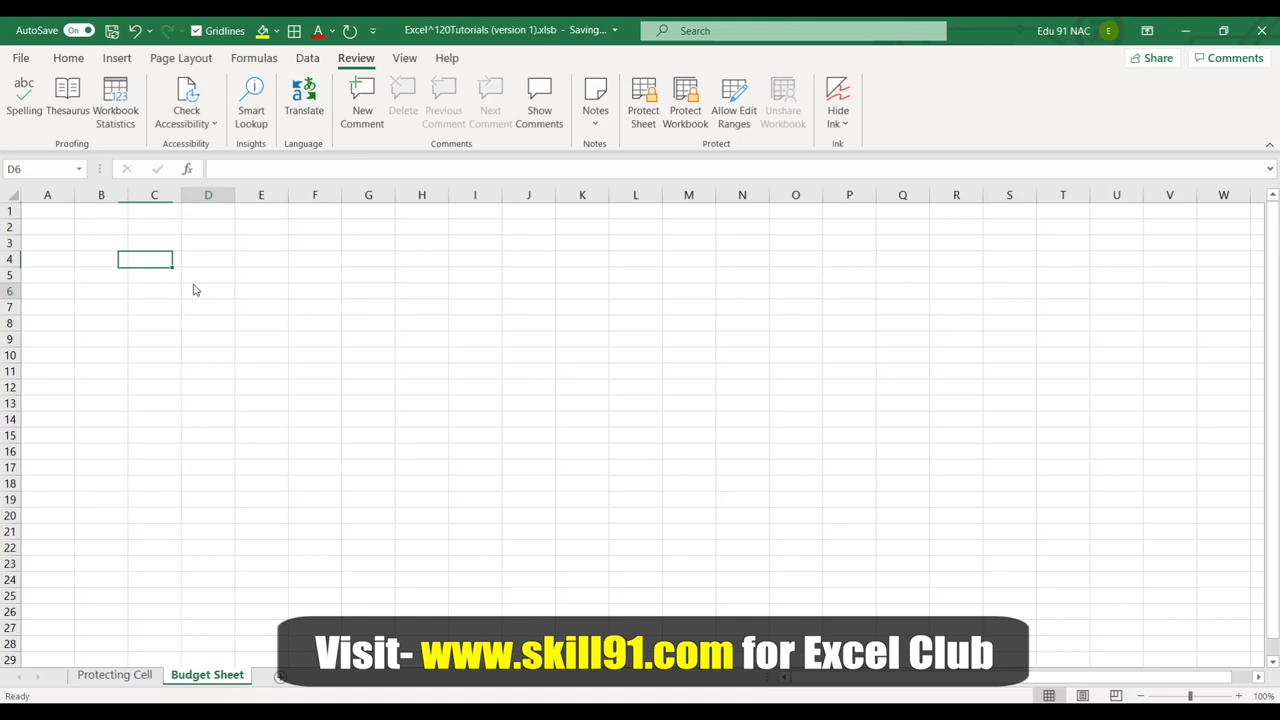 AutoSave On Gridlines Excel^120Tutorials (version 1).xlsb - Saving... Search Edu 91 NAC E
File Home Insert Page Layout Formulas Data Review View Help Share Comments
abc
Spelling Thesaurus Workbook Statistics Check Accessibility Smart Lookup Translate New Comment Delete Previous Comment Next Comment Show Comments Notes Protect Sheet Protect Workbook Allow Edit Ranges Unshare Workbook Hide Ink
Proofing Accessibility Insights Language Comments Notes Protect Ink
D6 fx
A B C D E F G H I J K L M N O P Q R S T U V W
1
2
3
4
5
6
7
8
9
10
11
12
13
14
15
16
17
18
19
20
21
22
23
24
25
26
27
28
29
Visit- www.skill91.com for Excel Club
Protecting Cell Budget Sheet
Ready 100%